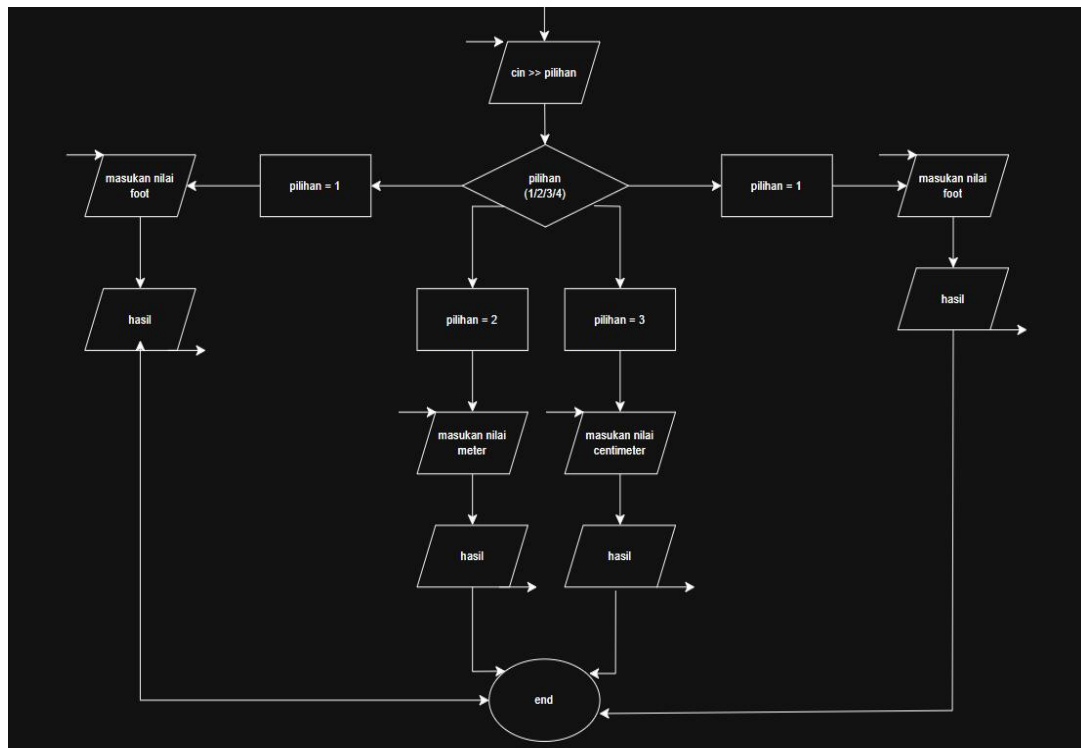 cin >> pilihan
pilihan
(1/2/3/4)
masukan nilai
foot
pilihan = 1
pilihan = 1
masukan nilai
foot
hasil
pilihan = 2
pilihan = 3
hasil
masukan nilai
meter
masukan nilai
centimeter
hasil
hasil
end